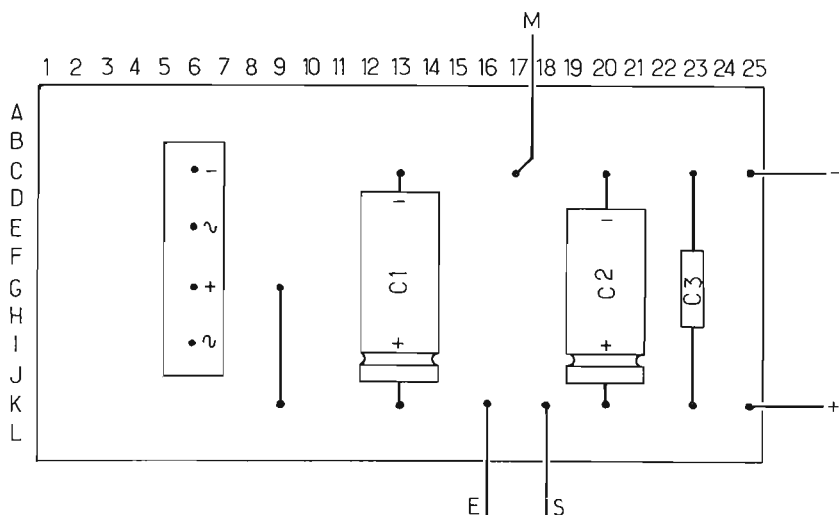 M
1 2 3 4 5 6 7 8 9 10 11 12 13 14 15 16 17 18 19 20 21 22 23 24 25
A
B
C - -
D - -
E ~
F
G + C1 C2 C3
H
I ~ + +
J
K +
L
E S